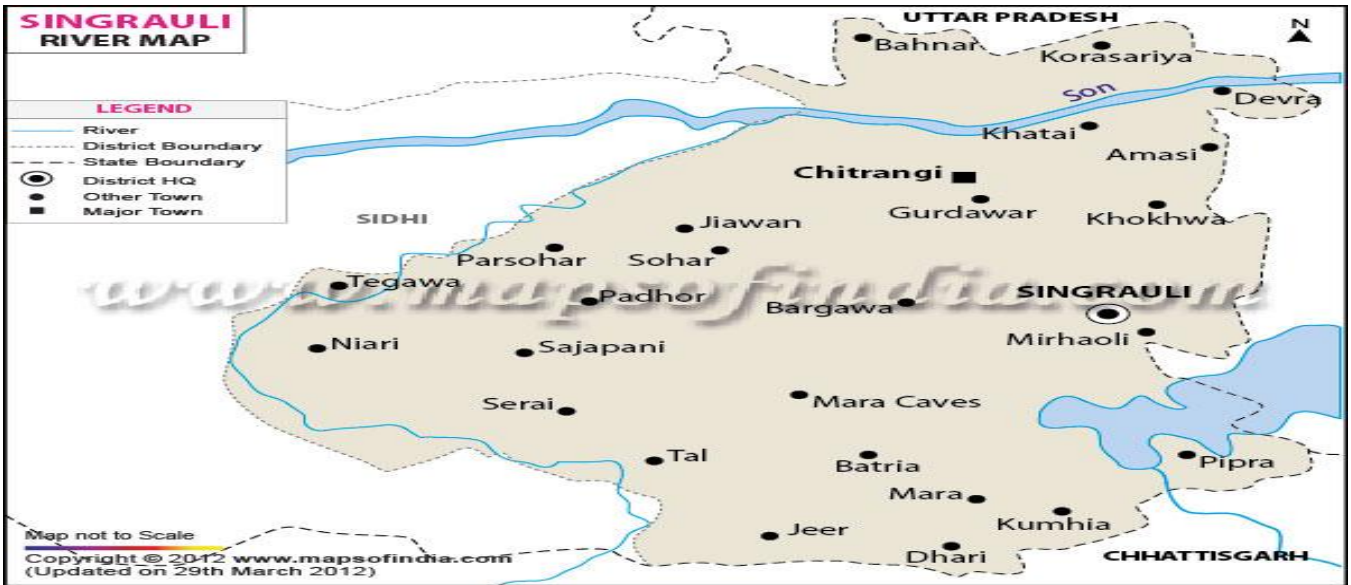 SINGRAULI
RIVER MAP
UTTAR PRADESH
N
Bahnar
Korasariya
LEGEND
River
District Boundary
State Boundary
District HQ
Other Town
Major Town
Son
Devra
Khatai
Amasi
Chitrangi
SIDHI
Gurdawar
Khokhwa
Jiawan
Parsohar
Sohar
Tegawa
www.mapsofindia.com
Padhor
Bargawa
SINGRAULI
Niari
Sajapani
Mirhaoli
Serai
Mara Caves
Tal
Batria
Pipra
Mara
Kumhia
Jeer
Dhari
CHHATTISGARH
Map not to Scale
Copyright © 2012 www.mapsofindia.com
(Updated on 29th March 2012)